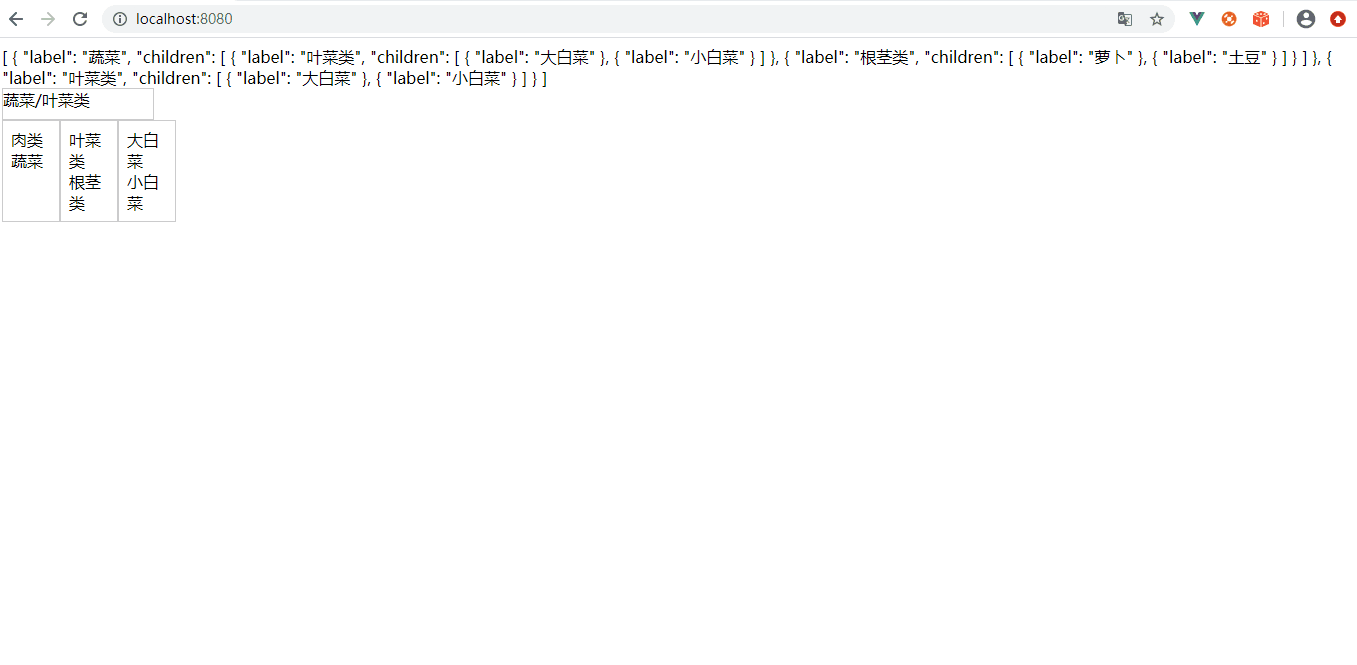 localhost:8080
[ { "label": "蔬菜", "children": [ { "label": "叶菜类", "children": [ { "label": "大白菜" }, { "label": "小白菜" } ] }, { "label": "根茎类", "children": [ { "label": "萝卜" }, { "label": "土豆" } ] } ] }, {
"label": "叶菜类", "children": [ { "label": "大白菜" }, { "label": "小白菜" } ] } ]
蔬菜/叶菜类
肉类
蔬菜
叶菜
类
根茎
类
大白
菜
小白
菜